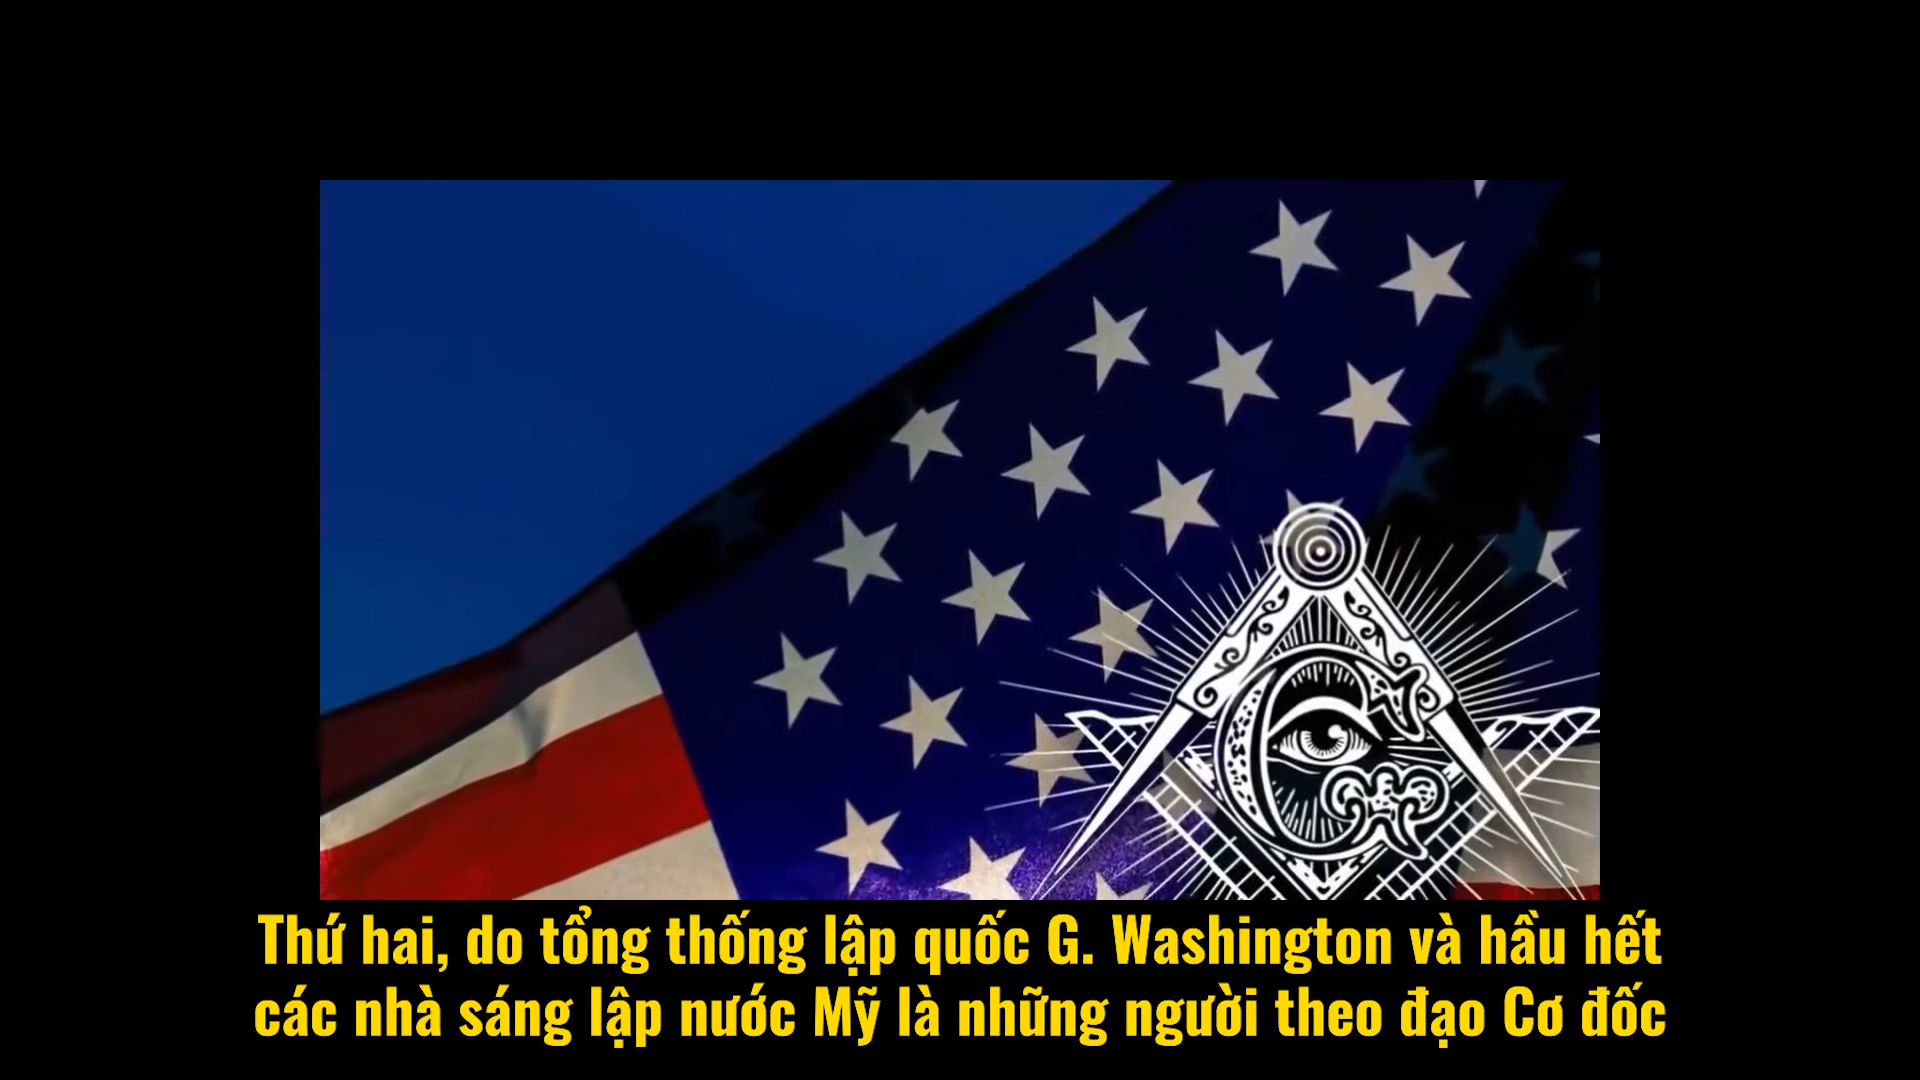 Thứ hai, do tổng thống lập quốc G. Washington và hầu hết
các nhà sáng lập nước Mỹ là những người theo đạo Cơ đốc